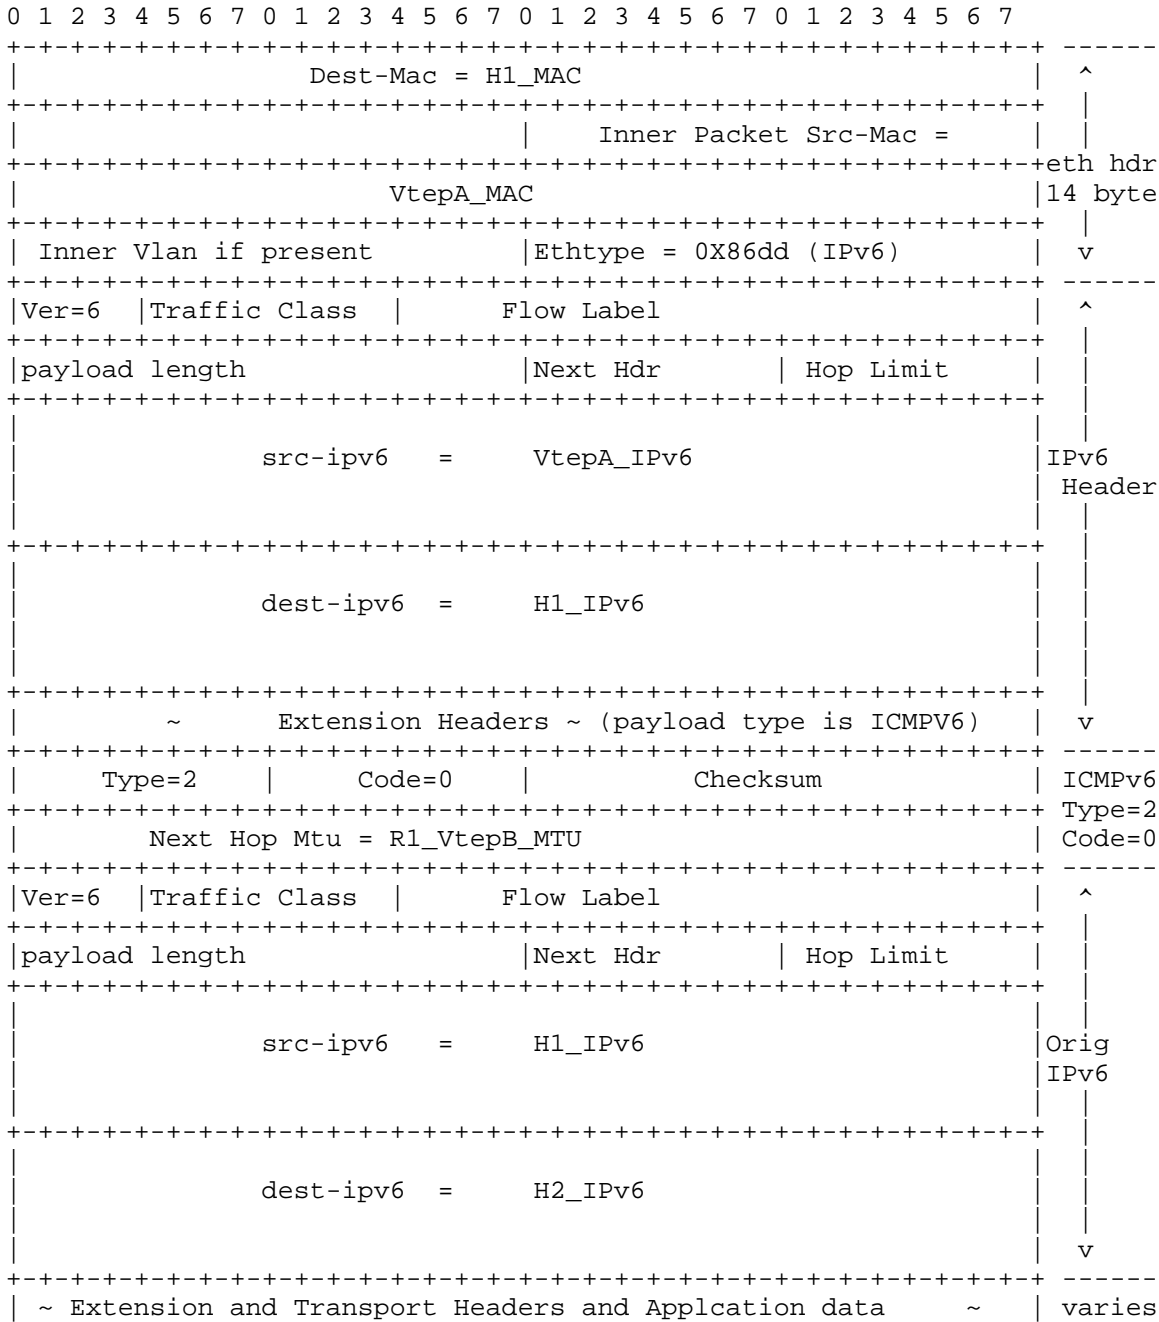 0 1 2 3 4 5 6 7 0 1 2 3 4 5 6 7 0 1 2 3 4 5 6 7 0 1 2 3 4 5 6 7
+-+-+-+-+-+-+-+-+-+-+-+-+-+-+-+-+-+-+-+-+-+-+-+-+-+-+-+-+-+-+-+-+ ------
|                  Dest-Mac = H1_MAC                            |  ^
+-+-+-+-+-+-+-+-+-+-+-+-+-+-+-+-+-+-+-+-+-+-+-+-+-+-+-+-+-+-+-+-+  |
|                               |    Inner Packet Src-Mac =     |  |
+-+-+-+-+-+-+-+-+-+-+-+-+-+-+-+-+-+-+-+-+-+-+-+-+-+-+-+-+-+-+-+-+eth hdr
|                       VtepA_MAC                               |14 byte
+-+-+-+-+-+-+-+-+-+-+-+-+-+-+-+-+-+-+-+-+-+-+-+-+-+-+-+-+-+-+-+-+  |
| Inner Vlan if present         |Ethtype = 0X86dd (IPv6)        |  v
+-+-+-+-+-+-+-+-+-+-+-+-+-+-+-+-+-+-+-+-+-+-+-+-+-+-+-+-+-+-+-+-+ ------
|Ver=6  |Traffic Class  |      Flow Label                       |  ^
+-+-+-+-+-+-+-+-+-+-+-+-+-+-+-+-+-+-+-+-+-+-+-+-+-+-+-+-+-+-+-+-+  |
|payload length                 |Next Hdr       | Hop Limit     |  |
+-+-+-+-+-+-+-+-+-+-+-+-+-+-+-+-+-+-+-+-+-+-+-+-+-+-+-+-+-+-+-+-+  |
|                                                               |  |
|               src-ipv6   =     VtepA_IPv6                     |IPv6
|                                                               | Header
|                                                               |  |
+-+-+-+-+-+-+-+-+-+-+-+-+-+-+-+-+-+-+-+-+-+-+-+-+-+-+-+-+-+-+-+-+  |
|                                                               |  |
|               dest-ipv6  =     H1_IPv6                        |  |
|                                                               |  |
|                                                               |  |
+-+-+-+-+-+-+-+-+-+-+-+-+-+-+-+-+-+-+-+-+-+-+-+-+-+-+-+-+-+-+-+-+  |
|         ~      Extension Headers ~ (payload type is ICMPV6)   |  v
+-+-+-+-+-+-+-+-+-+-+-+-+-+-+-+-+-+-+-+-+-+-+-+-+-+-+-+-+-+-+-+-+ ------
|     Type=2    |     Code=0    |          Checksum             | ICMPv6
+-+-+-+-+-+-+-+-+-+-+-+-+-+-+-+-+-+-+-+-+-+-+-+-+-+-+-+-+-+-+-+-+ Type=2
|        Next Hop Mtu = R1_VtepB_MTU                            | Code=0
+-+-+-+-+-+-+-+-+-+-+-+-+-+-+-+-+-+-+-+-+-+-+-+-+-+-+-+-+-+-+-+-+ ------
|Ver=6  |Traffic Class  |      Flow Label                       |  ^
+-+-+-+-+-+-+-+-+-+-+-+-+-+-+-+-+-+-+-+-+-+-+-+-+-+-+-+-+-+-+-+-+  |
|payload length                 |Next Hdr       | Hop Limit     |  |
+-+-+-+-+-+-+-+-+-+-+-+-+-+-+-+-+-+-+-+-+-+-+-+-+-+-+-+-+-+-+-+-+  |
|                                                               |  |
|               src-ipv6   =     H1_IPv6                        |Orig
|                                                               |IPv6
|                                                               |  |
+-+-+-+-+-+-+-+-+-+-+-+-+-+-+-+-+-+-+-+-+-+-+-+-+-+-+-+-+-+-+-+-+  |
|                                                               |  |
|               dest-ipv6  =     H2_IPv6                        |  |
|                                                               |  |
|                                                               |  v
+-+-+-+-+-+-+-+-+-+-+-+-+-+-+-+-+-+-+-+-+-+-+-+-+-+-+-+-+-+-+-+-+ ------
| ~ Extension and Transport Headers and Applcation data     ~   | varies